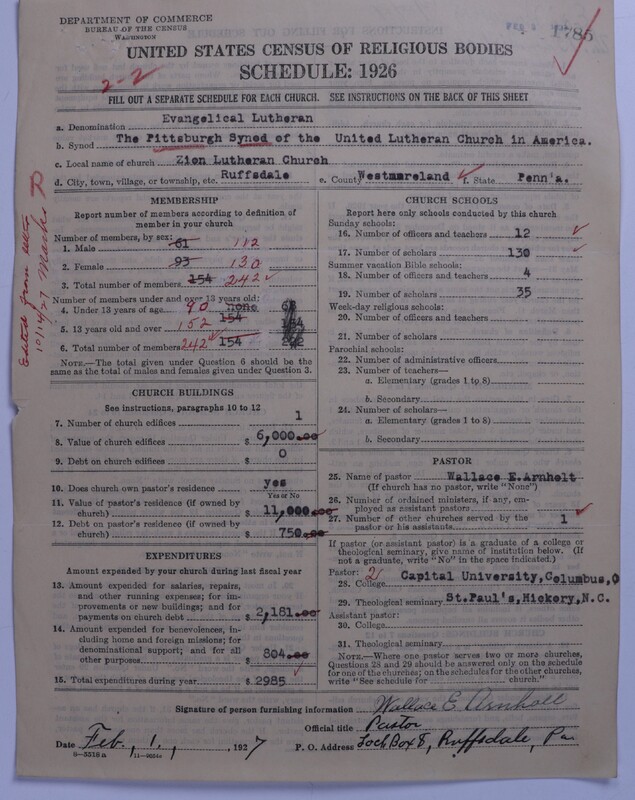 DEPARTMENT OF COMMERCE
BUREAU OF THE CENSUS
WASHINGTON
1785
UNITED STATES CENSUS OF RELIGIOUS BODIES
SCHEDULE: 1926
2-2
FILL OUT A SEPARATE SCHEDULE FOR EACH CHURCH. SEE INSTRUCTIONS ON THE BACK OF THIS SHEET
a. Denomination Evangelical Lutheran
b. Synod The Pittsburgh Synod of the United Lutheran Church in America.
c. Local name of church Zion Lutheran Church
d. City, town, village, or township, etc. Ruffsdale e. County Westmoreland f. State Penn'a.
MEMBERSHIP
Report number of members according to definition of
member in your church
Number of members, by sex:
1. Male 61 112
2. Female 93 130
3. Total number of members 154 242
Number of members under and over 13 years old:
4. Under 13 years of age 90 none
5. 13 years old and over 152 154
6. Total number of members 242 154
NOTE.—The total given under Question 6 should be
the same as the total of males and females given under Question 3.
CHURCH BUILDINGS
See instructions, paragraphs 10 to 12
7. Number of church edifices 1
8. Value of church edifices $ 6,000.00
9. Debt on church edifices $ 0
10. Does church own pastor's residence? yes
Yes or No
11. Value of pastor's residence (if owned by
church) $ 11,000.00
12. Debt on pastor's residence (if owned by
church) $ 750.00
EXPENDITURES
Amount expended by your church during last fiscal year
13. Amount expended for salaries, repairs,
and other running expenses; for im-
provements or new buildings; and for
payments on church debt $ 2,181.00
14. Amount expended for benevolences, in-
cluding home and foreign missions; for
denominational support; and for all
other purposes $ 804.00
15. Total expenditures during year $ 2985
CHURCH SCHOOLS
Report here only schools conducted by this church
Sunday schools:
16. Number of officers and teachers 12
17. Number of scholars 130
Summer vacation Bible schools:
18. Number of officers and teachers 4
19. Number of scholars 35
Week-day religious schools:
20. Number of officers and teachers
21. Number of scholars
Parochial schools:
22. Number of administrative officers
23. Number of teachers—
a. Elementary (grades 1 to 8)
b. Secondary
24. Number of scholars—
a. Elementary (grades 1 to 8)
b. Secondary
PASTOR
25. Name of pastor Wallace E.Arnholt
(If church has no pastor, write "None")
26. Number of ordained ministers, if any, em-
ployed as assistant pastors
27. Number of other churches served by the
pastor or his assistants 1
If pastor (or assistant pastor) is a graduate of a college or
theological seminary, give name of institution below. (If
not a graduate, write "No" in the space indicated.)
Pastor: 2
28. College Capital University,Columbus,O
29. Theological seminary St.Paul's,Hickory,N.C.
Assistant pastor:
30. College
31. Theological seminary
NOTE.—Where one pastor serves two or more churches,
Questions 28 and 29 should be answered only on the schedule
for one of the churches; on the schedules for the other churches,
write "See schedule for church."
Signature of person furnishing information Wallace E Arnholt
Official title Pastor
Date Feb. 1, 1927 P. O. Address Lock Box 8, Ruffsdale, Pa
8-5518a